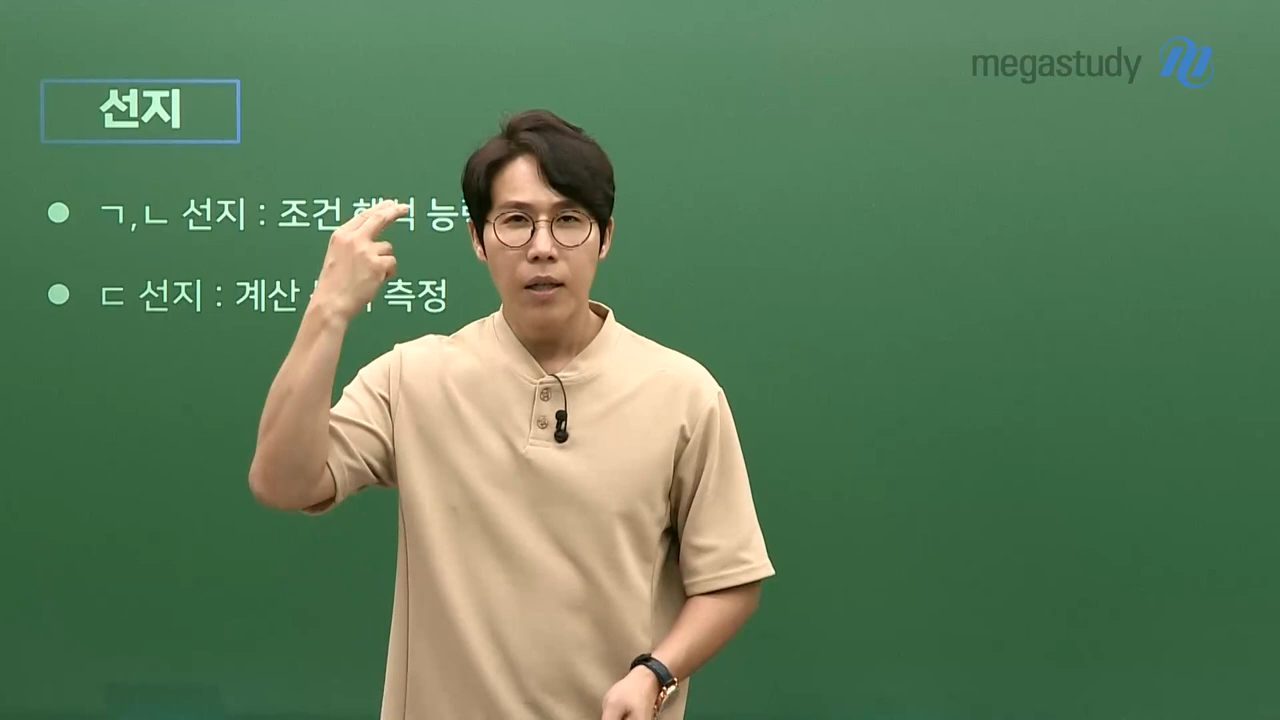 megastudy
선지
● ㄱ,ㄴ 선지 : 조건
● ㄷ 선지 : 계산 측정